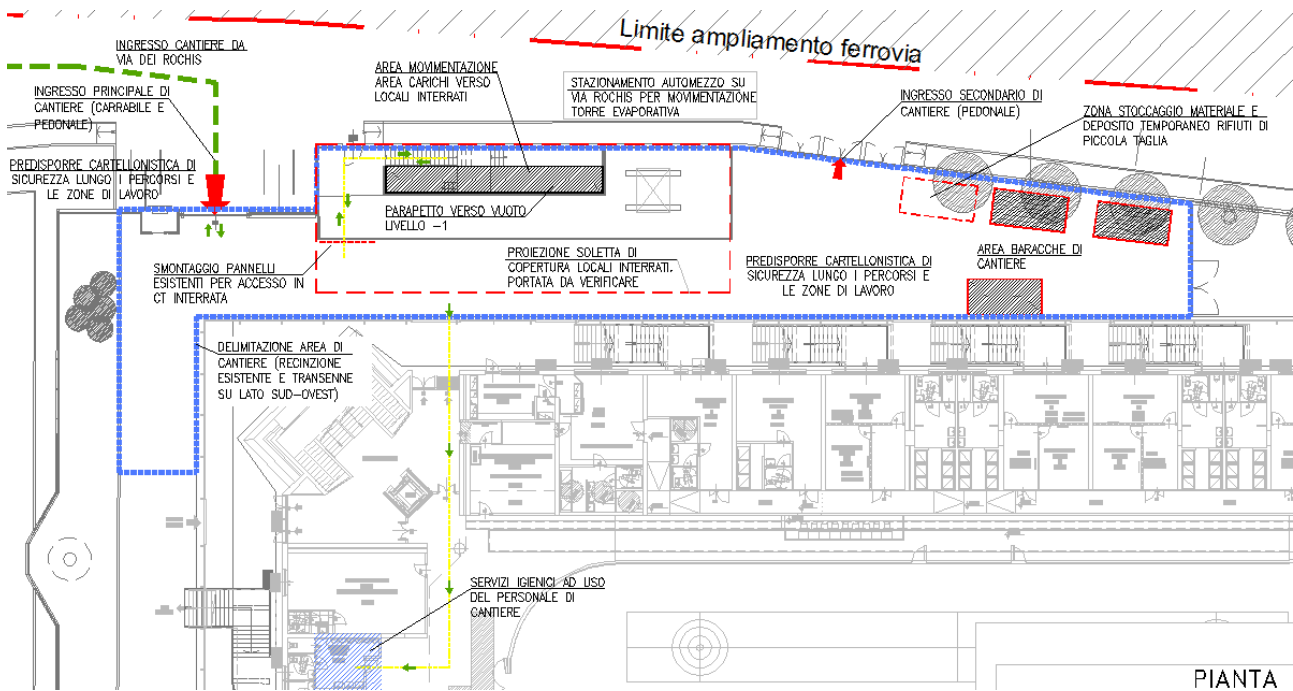 Limite ampliamento ferrovia
INGRESSO CANTIERE DA
VIA DEI ROCHIS
INGRESSO PRINCIPALE DI
CANTIERE (CARRABILE E
PEDONALE)
PREDISPORRE CARTELLONISTICA DI
SICUREZZA LUNGO I PERCORSI E
LE ZONE DI LAVORO
AREA MOVIMENTAZIONE
AREA CARICHI VERSO
LOCALI INTERRATI
STAZIONAMENTO AUTOMEZZO SU
VIA ROCHIS PER MOVIMENTAZIONE
TORRE EVAPORATIVA
INGRESSO SECONDARIO DI
CANTIERE (PEDONALE)
ZONA STOCCAGGIO MATERIALE E
DEPOSITO TEMPORANEO RIFIUTI DI
PICCOLA TAGLIA
PARAPETTO VERSO VUOTO
LIVELLO -1
SMONTAGGIO PANNELLI
ESISTENTI PER ACCESSO IN
CT INTERRATA
PROIEZIONE SOLETTA DI
COPERTURA LOCALI INTERRATI.
PORTATA DA VERIFICARE
PREDISPORRE CARTELLONISTICA DI
SICUREZZA LUNGO I PERCORSI E
LE ZONE DI LAVORO
AREA BARACCHE DI
CANTIERE
DELIMITAZIONE AREA DI
CANTIERE (RECINZIONE
ESISTENTE E TRANSENNE
SU LATO SUD-OVEST)
SERVIZI IGIENICI AD USO
DEL PERSONALE DI
CANTIERE
PIANTA